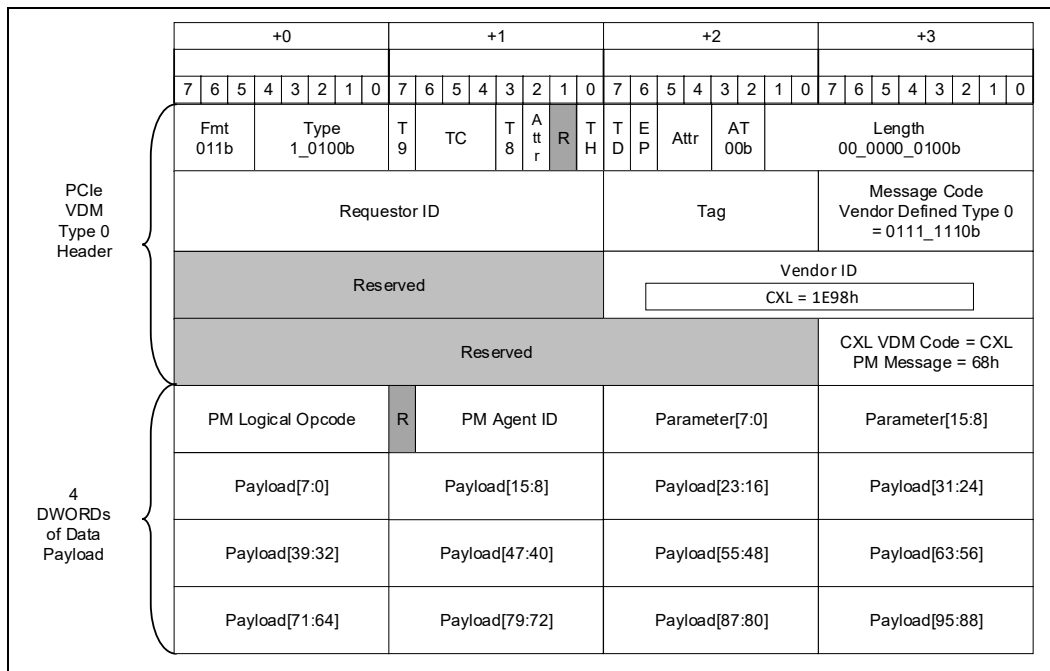 +0 +1 +2 +3
7 6 5 4 3 2 1 0 7 6 5 4 3 2 1 0 7 6 5 4 3 2 1 0 7 6 5 4 3 2 1 0
Fmt
011b
Type
1_0100b
T
9
TC
T
8
A
tt
r
R
T
H
T
D
E
P
Attr
AT
00b
Length
00_0000_0100b
PCIe
VDM
Type 0
Header
Requestor ID
Tag
Message Code
Vendor Defined Type 0
= 0111_1110b
Reserved
Vendor ID
CXL = 1E98h
Reserved
CXL VDM Code = CXL
PM Message = 68h
4
DWORDs
of Data
Payload
PM Logical Opcode R PM Agent ID Parameter[7:0] Parameter[15:8]
Payload[7:0] Payload[15:8] Payload[23:16] Payload[31:24]
Payload[39:32] Payload[47:40] Payload[55:48] Payload[63:56]
Payload[71:64] Payload[79:72] Payload[87:80] Payload[95:88]